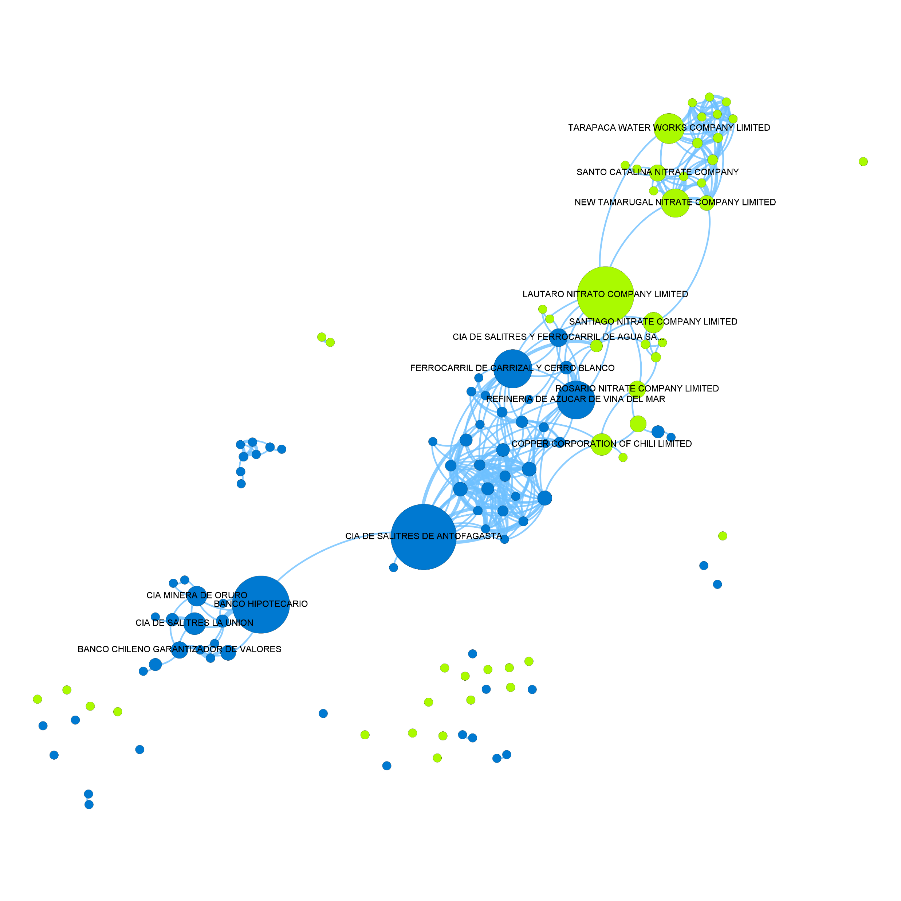 TARAPACA WATER WORKS COMPANY LIMITED
SANTO CATALINA NITRATE COMPANY
NEW TAMARUGAL NITRATE COMPANY LIMITED
LAUTARO NITRATO COMPANY LIMITED
SANTIAGO NITRATE COMPANY LIMITED
CIA DE SALITRES Y FERROCARRIL DE AGUA SA...
FERROCARRIL DE CARRIZAL Y CERRO BLANCO
ROSARIO NITRATE COMPANY LIMITED
REFINERIA DE AZUCAR DE VINA DEL MAR
COPPER CORPORATION OF CHILI LIMITED
CIA DE SALITRES DE ANTOFAGASTA
CIA MINERA DE ORURO
BANCO HIPOTECARIO
CIA DE SALITRES LA UNION
BANCO CHILENO GARANTIZADOR DE VALORES